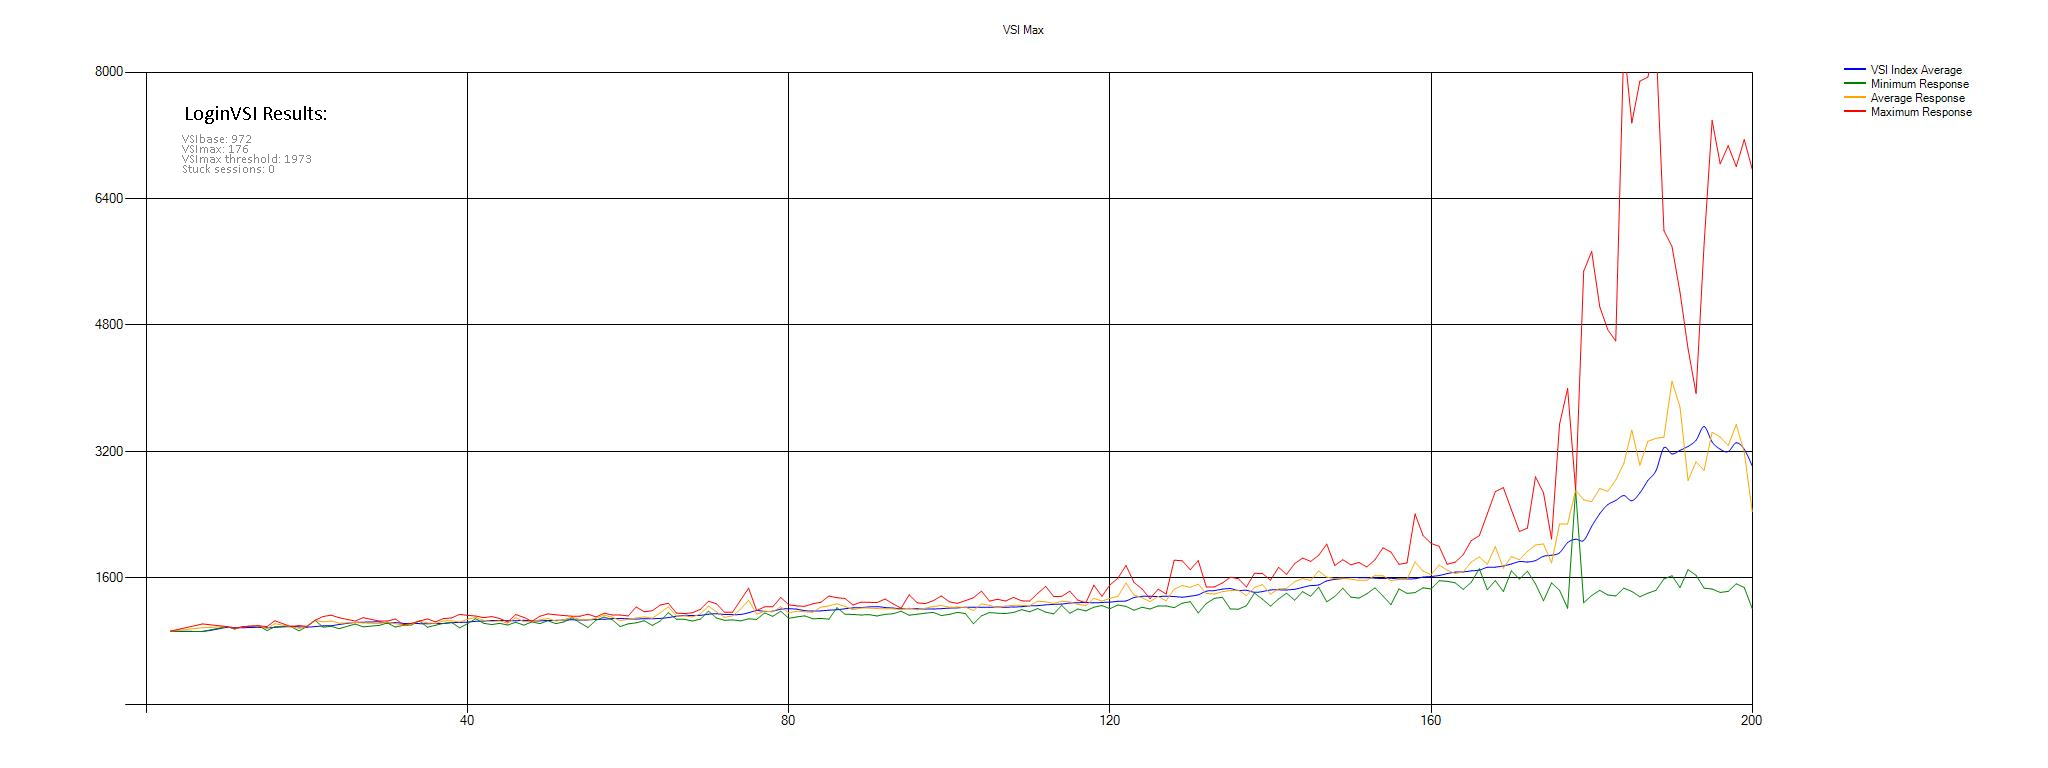 VSI Max
8000
6400
4800
3200
1600
LoginVSI Results:
VSIbase: 972
VSImax: 176
VSImax threshold: 1973
Stuck sessions: 0
VSI Index Average
Minimum Response
Average Response
Maximum Response
40 80 120 160 200